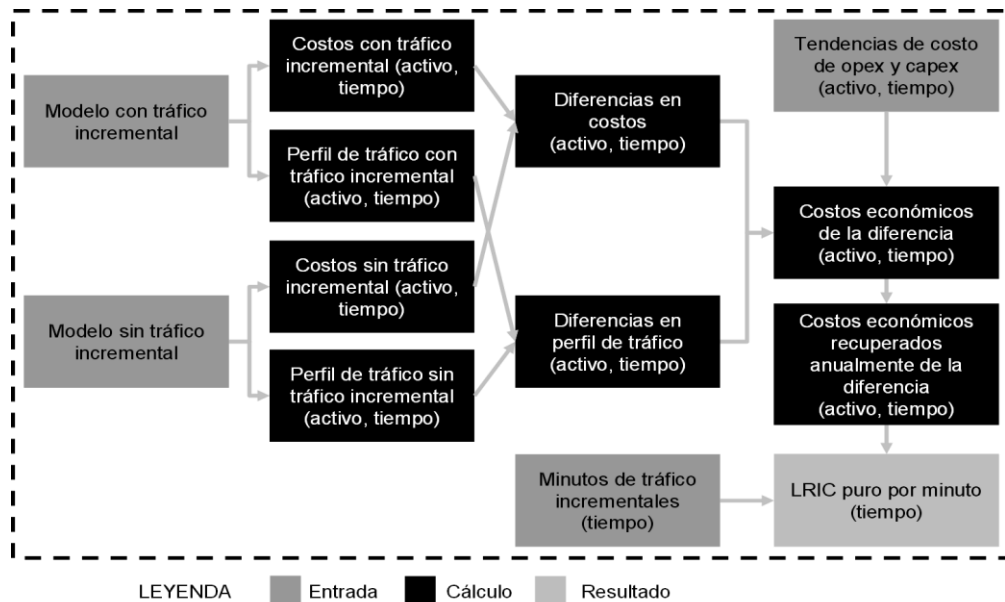 Modelo con tráfico
incremental
Modelo sin tráfico
incremental
Costos con tráfico
incremental (activo,
tiempo)
Perfil de tráfico con
tráfico incremental
(activo, tiempo)
Costos sin tráfico
incremental (activo,
tiempo)
Perfil de tráfico sin
tráfico incremental
(activo, tiempo)
Diferencias en
costos
(activo, tiempo)
Diferencias en
perfil de tráfico
(activo, tiempo)
Minutos de tráfico
incrementales
(tiempo)
Tendencias de costo
de opex y capex
(activo, tiempo)
Costos económicos
de la diferencia
(activo, tiempo)
Costos económicos
recuperados
anualmente de la
diferencia
(activo, tiempo)
LRIC puro por minuto
(tiempo)
LEYENDA
Entrada
Cálculo
Resultado